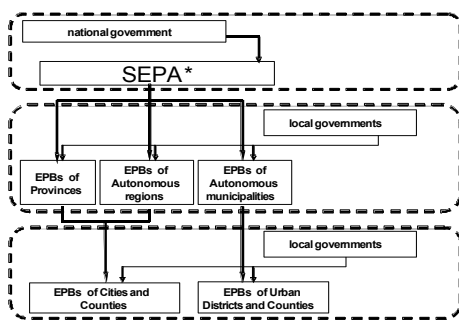 national government
SEPA*
local governments
EPBs of
Provinces
EPBs of
Autonomous
regions
EPBs of
Autonomous
municipalities
local governments
EPBs of Cities and
Counties
EPBs of Urban
Districts and Counties